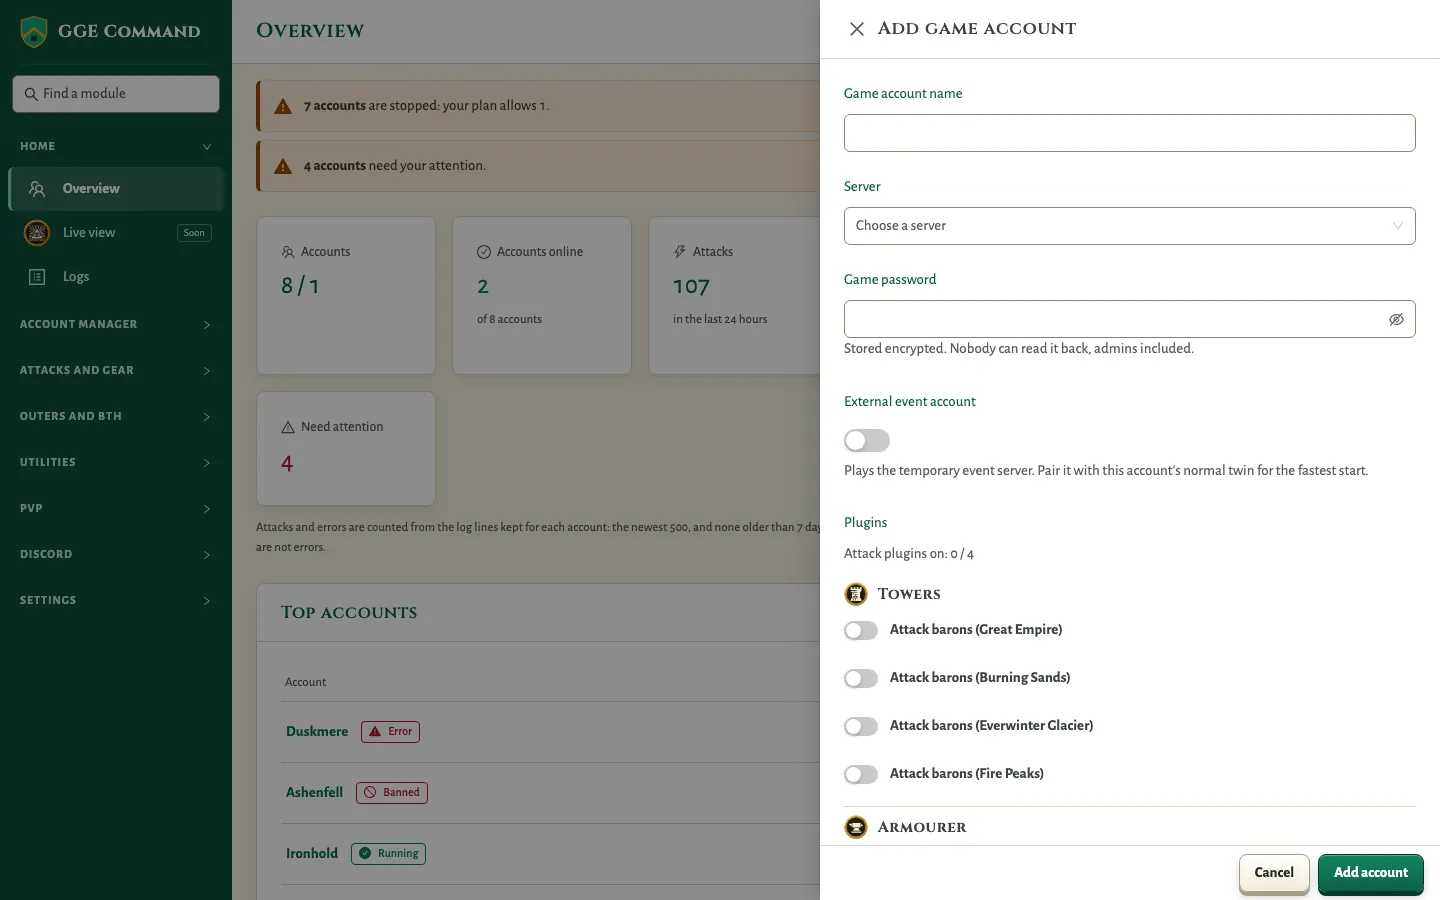 GGE Command
Find a module
HOME
Overview
Live view
Soon
Logs
ACCOUNT MANAGER
ATTACKS AND GEAR
OUTERS AND BTH
UTILITIES
PVP
DISCORD
SETTINGS
Overview
7 accounts are stopped: your plan allows 1.
4 accounts need your attention.
Accounts
8 / 1
Accounts online
2
of 8 accounts
Attacks
107
in the last 24 hours
Need attention
4
Attacks and errors are counted from the log lines kept for each account: the newest 500, and none older than 7 day
are not errors.
Top accounts
Account
Duskmere
Error
Ashenfell
Banned
Ironhold
Running
Add game account
Game account name
Server
Choose a server
Game password
Stored encrypted. Nobody can read it back, admins included.
External event account
Plays the temporary event server. Pair it with this account's normal twin for the fastest start.
Plugins
Attack plugins on: 0 / 4
Towers
Attack barons (Great Empire)
Attack barons (Burning Sands)
Attack barons (Everwinter Glacier)
Attack barons (Fire Peaks)
Armourer
Cancel
Add account